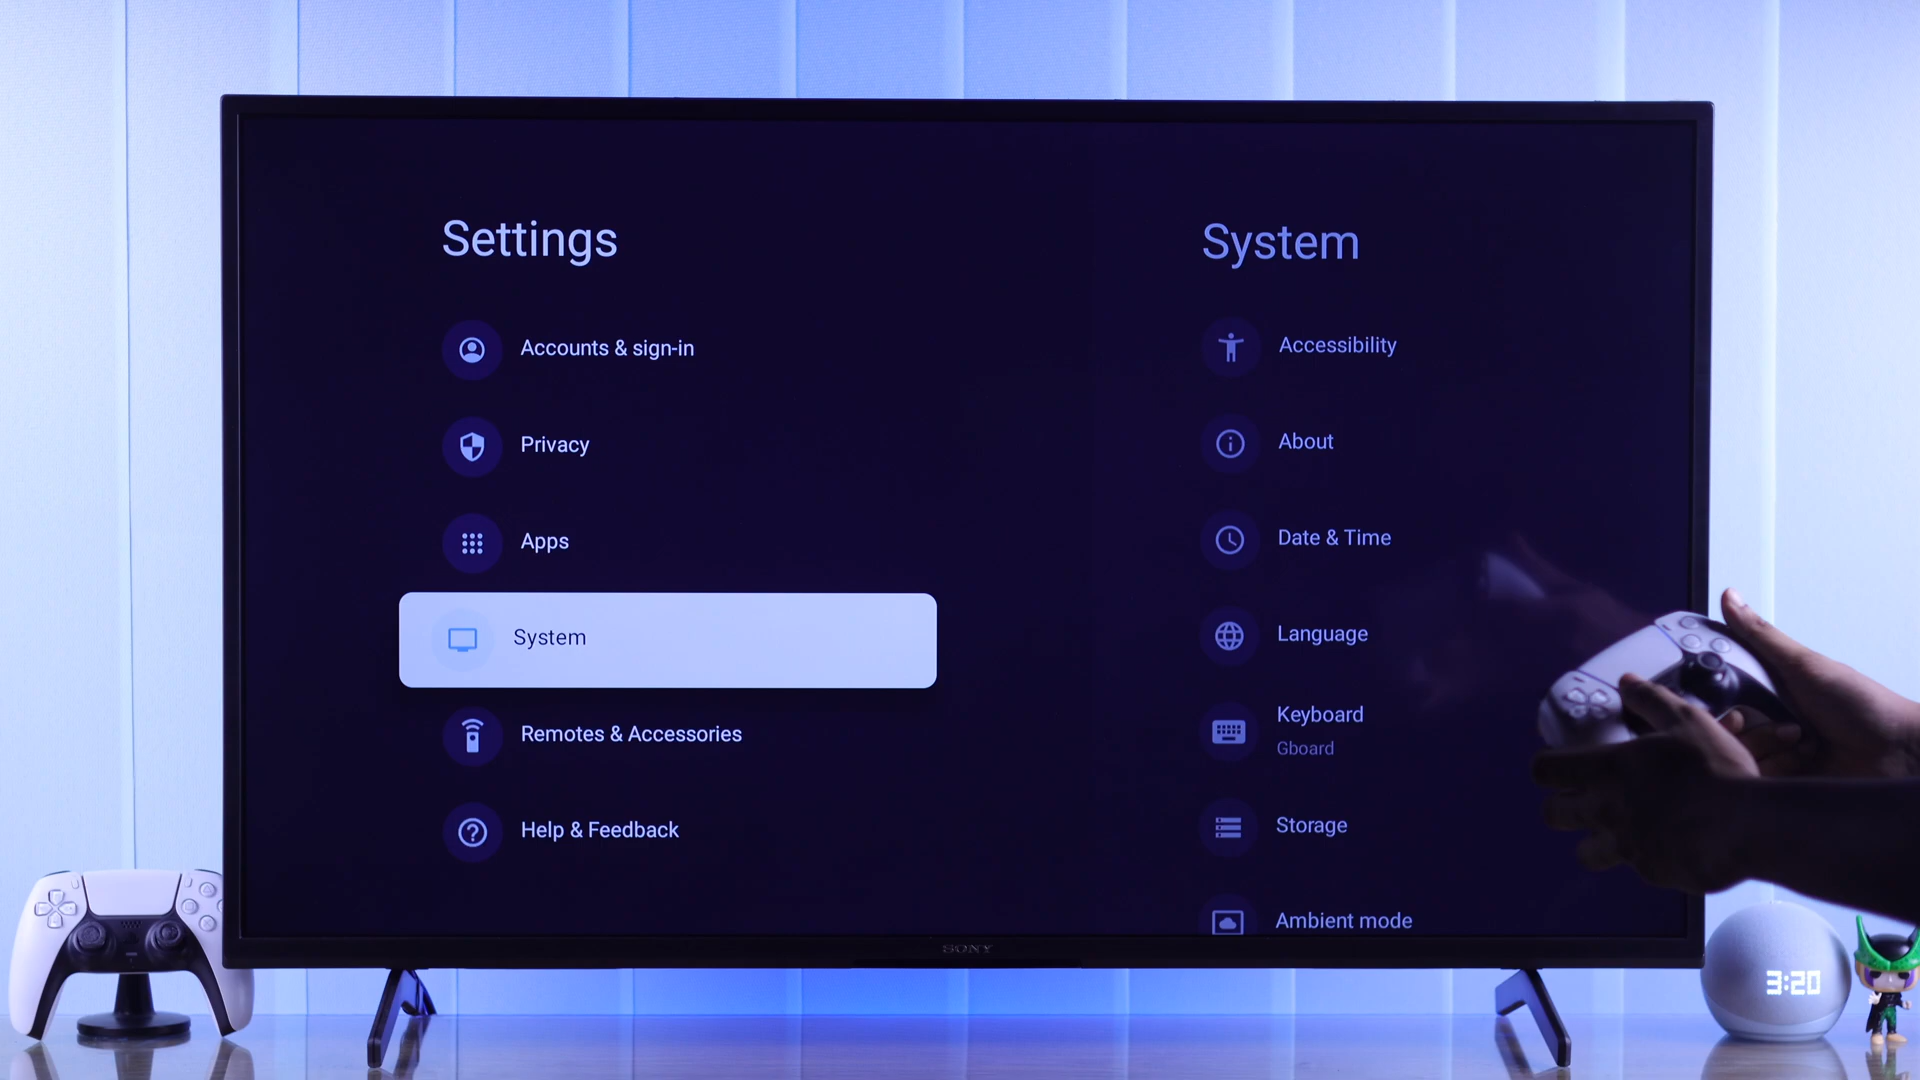 Settings
Accounts & sign-in
Privacy
Apps
System
Remotes & Accessories
Help & Feedback
System
Accessibility
About
Date & Time
Language
Keyboard
Gboard
Storage
Ambient mode
SONY
3:20